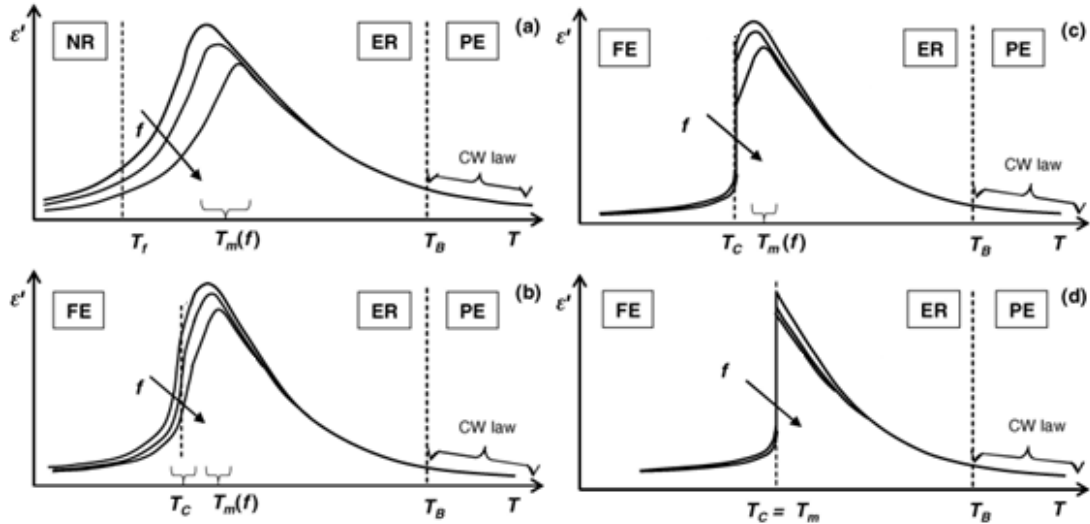 (a)
ε'
NR
ER
PE
f
CW law
T_f
T_m(f)
T_B
T
(c)
ε'
FE
ER
PE
f
CW law
T_C
T_m(f)
T_B
T
(b)
ε'
FE
ER
PE
f
CW law
T_C
T_m(f)
T_B
T
(d)
ε'
FE
ER
PE
f
CW law
T_C = T_m
T_B
T